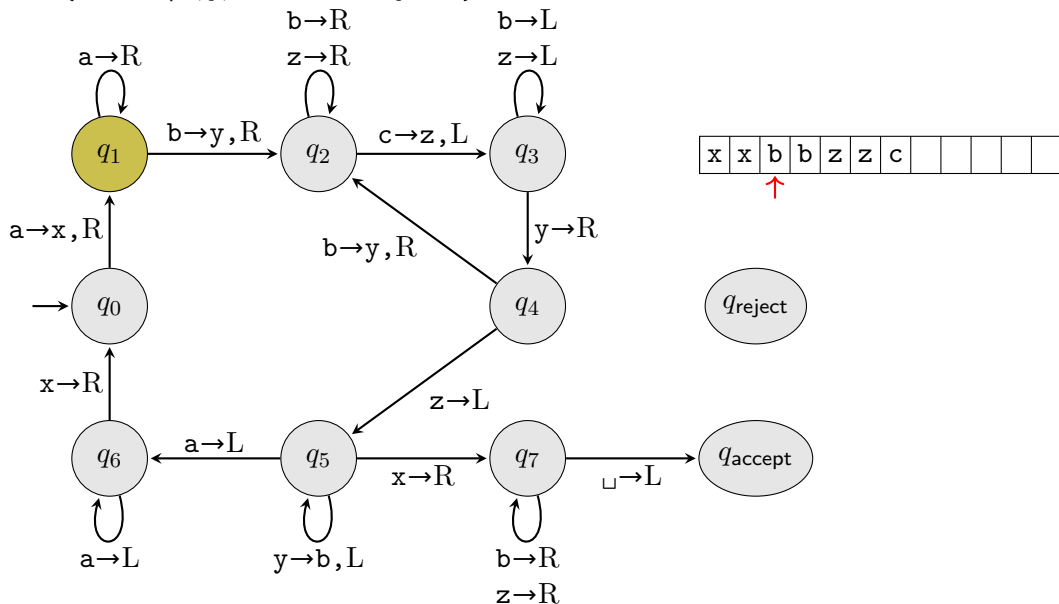 b→R
z→R
b→L
z→L
a→R
q1
b→y,R
q2
c→z,L
q3
x x b b z z c
a→x,R
b→y,R
y→R
q0
q4
qreject
x→R
z→L
q6
a→L
q5
x→R
q7
␣→L
qaccept
a→L
y→b,L
b→R
z→R